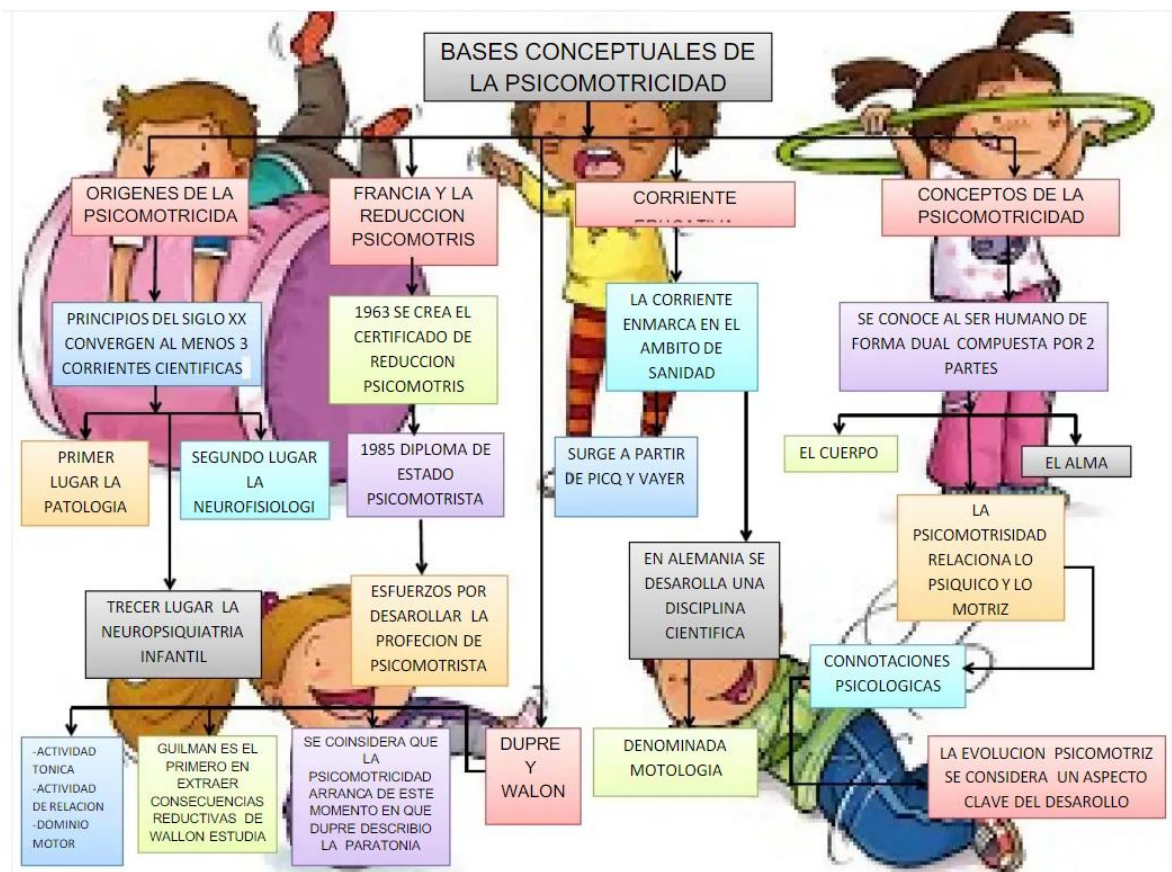 BASES CONCEPTUALES DE
LA PSICOMOTRICIDAD
ORIGENES DE LA
PSICOMOTRICIDA
FRANCIA Y LA
REDUCCION
PSICOMOTRIS
CORRIENTE
CONCEPTOS DE LA
PSICOMOTRICIDAD
PRINCIPIOS DEL SIGLO XX
CONVERGEN AL MENOS 3
CORRIENTES CIENTIFICAS
1963 SE CREA EL
CERTIFICADO DE
REDUCCION
PSICOMOTRIS
LA CORRIENTE
ENMARCA EN EL
AMBITO DE
SANIDAD
SE CONOCE AL SER HUMANO DE
FORMA DUAL COMPUESTA POR 2
PARTES
PRIMER
LUGAR LA
PATOLOGIA
SEGUNDO LUGAR
LA
NEUROFISIOLOGI
1985 DIPLOMA DE
ESTADO
PSICOMOTRISTA
SURGE A PARTIR
DE PICQ Y VAYER
EL CUERPO
EL ALMA
LA
PSICOMOTRISIDAD
RELACIONA LO
PSIQUICO Y LO
MOTRIZ
TRECER LUGAR LA
NEUROPSIQUIATRIA
INFANTIL
ESFUERZOS POR
DESAROLLAR LA
PROFECION DE
PSICOMOTRISTA
EN ALEMANIA SE
DESAROLLA UNA
DISCIPLINA
CIENTIFICA
CONNOTACIONES
PSICOLOGICAS
-ACTIVIDAD
TONICA
-ACTIVIDAD
DE RELACION
-DOMINIO
MOTOR
GUILMAN ES EL
PRIMERO EN
EXTRAER
CONSECUENCIAS
REDUCTIVAS DE
WALLON ESTUDIA
SE COINSIDERA QUE
LA
PSICOMOTRICIDAD
ARRANCA DE ESTE
MOMENTO EN QUE
DUPRE DESCRIBIO
LA PARATONIA
DUPRE
Y
WALON
DENOMINADA
MOTOLOGIA
LA EVOLUCION PSICOMOTRIZ
SE CONSIDERA UN ASPECTO
CLAVE DEL DESAROLLO